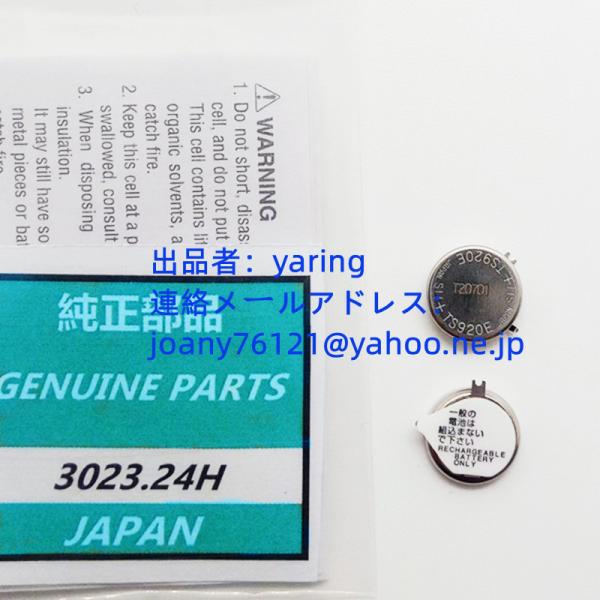 ⚠ WARNING
1. Do not short, disas
cell, and do not put
This cell contains
organic solvents, a
catch fire.
2. Keep this cell at a p
swallowed, consult
3. When disposing
insulation.
It may still have so
metal pieces or bat
出品者：yaring
連絡メールアドレス：
joany76121@yahoo.ne.jp
純正部品
GENUINE PARTS
3023.24H
JAPAN
TS920E
T20701
SII + TS920E
一般の
電池は
組込まない
で下さい
RECHARGEABLE
BATTERY
ONLY